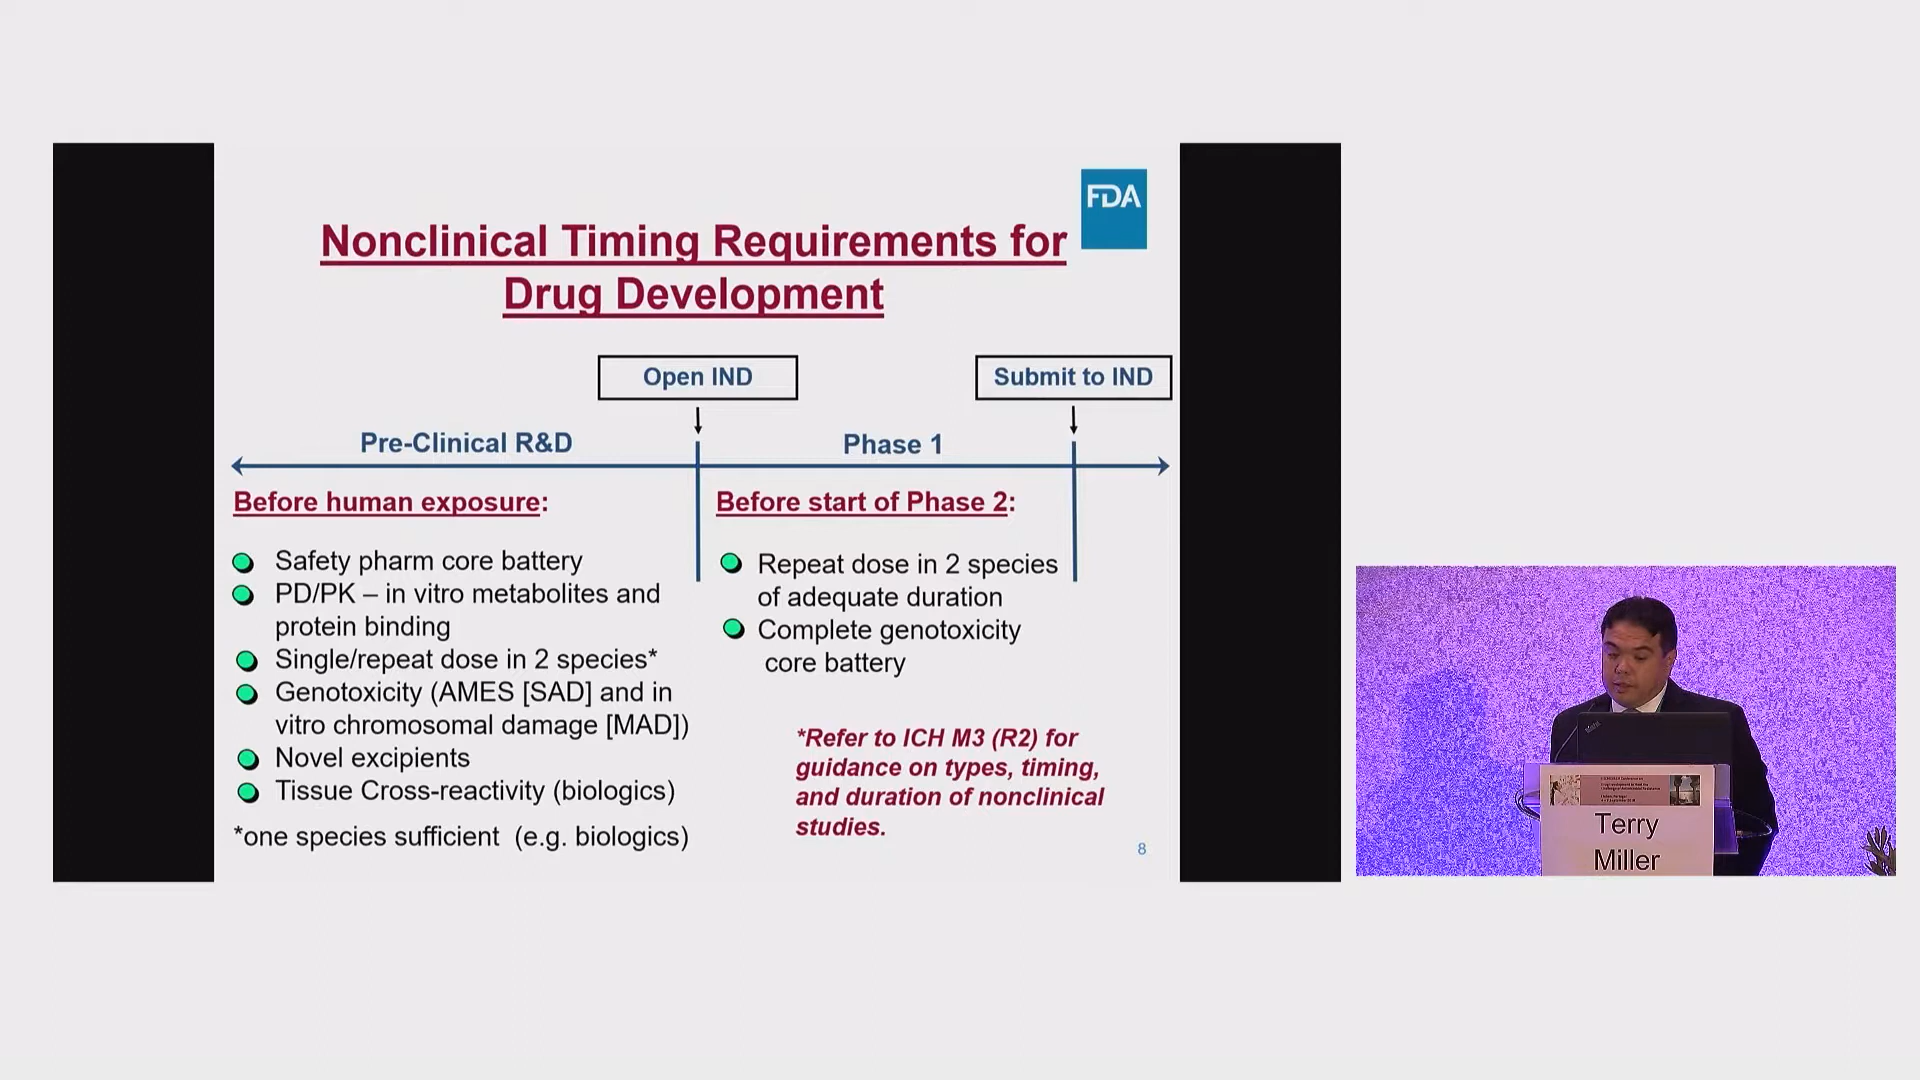 FDA
Nonclinical Timing Requirements for
Drug Development
Open IND
Submit to IND
Pre-Clinical R&D
Phase 1
Before human exposure:
Safety pharm core battery
PD/PK – in vitro metabolites and
protein binding
Single/repeat dose in 2 species*
Genotoxicity (AMES [SAD] and in
vitro chromosomal damage [MAD])
Novel excipients
Tissue Cross-reactivity (biologics)
*one species sufficient (e.g. biologics)
Before start of Phase 2:
Repeat dose in 2 species
of adequate duration
Complete genotoxicity
core battery
*Refer to ICH M3 (R2) for
guidance on types, timing,
and duration of nonclinical
studies.
8
Terry
Miller